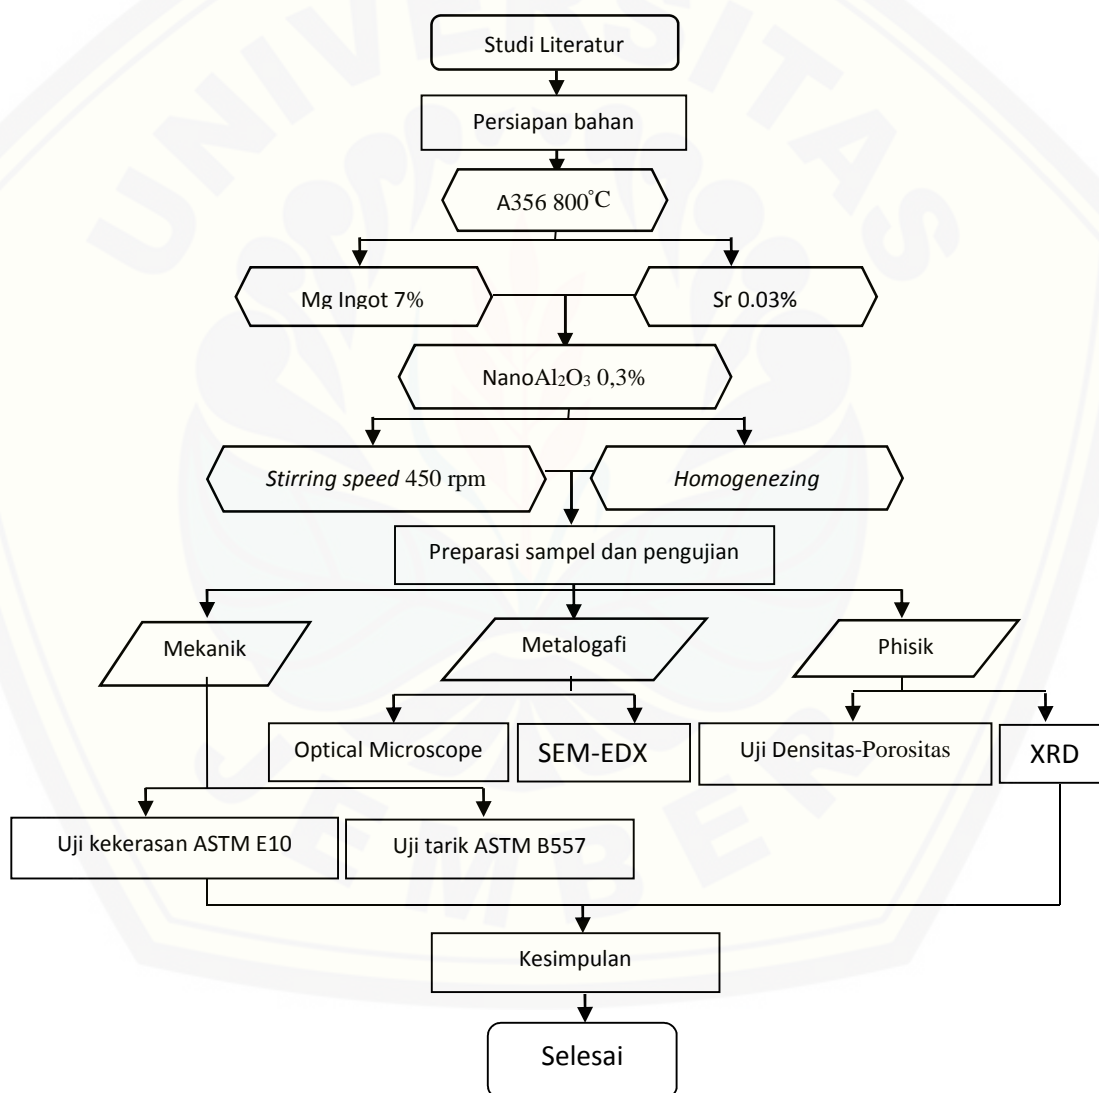 Studi Literatur
Persiapan bahan
A356 800°C
Mg Ingot 7%
Sr 0.03%
NanoAl₂O₃ 0,3%
Stirring speed 450 rpm
Homogenezing
Preparasi sampel dan pengujian
Mekanik
Metalogafi
Phisik
Optical Microscope
SEM-EDX
Uji Densitas-Porositas
XRD
Uji kekerasan ASTM E10
Uji tarik ASTM B557
Kesimpulan
Selesai
UNIVERSITAS
JEMBER